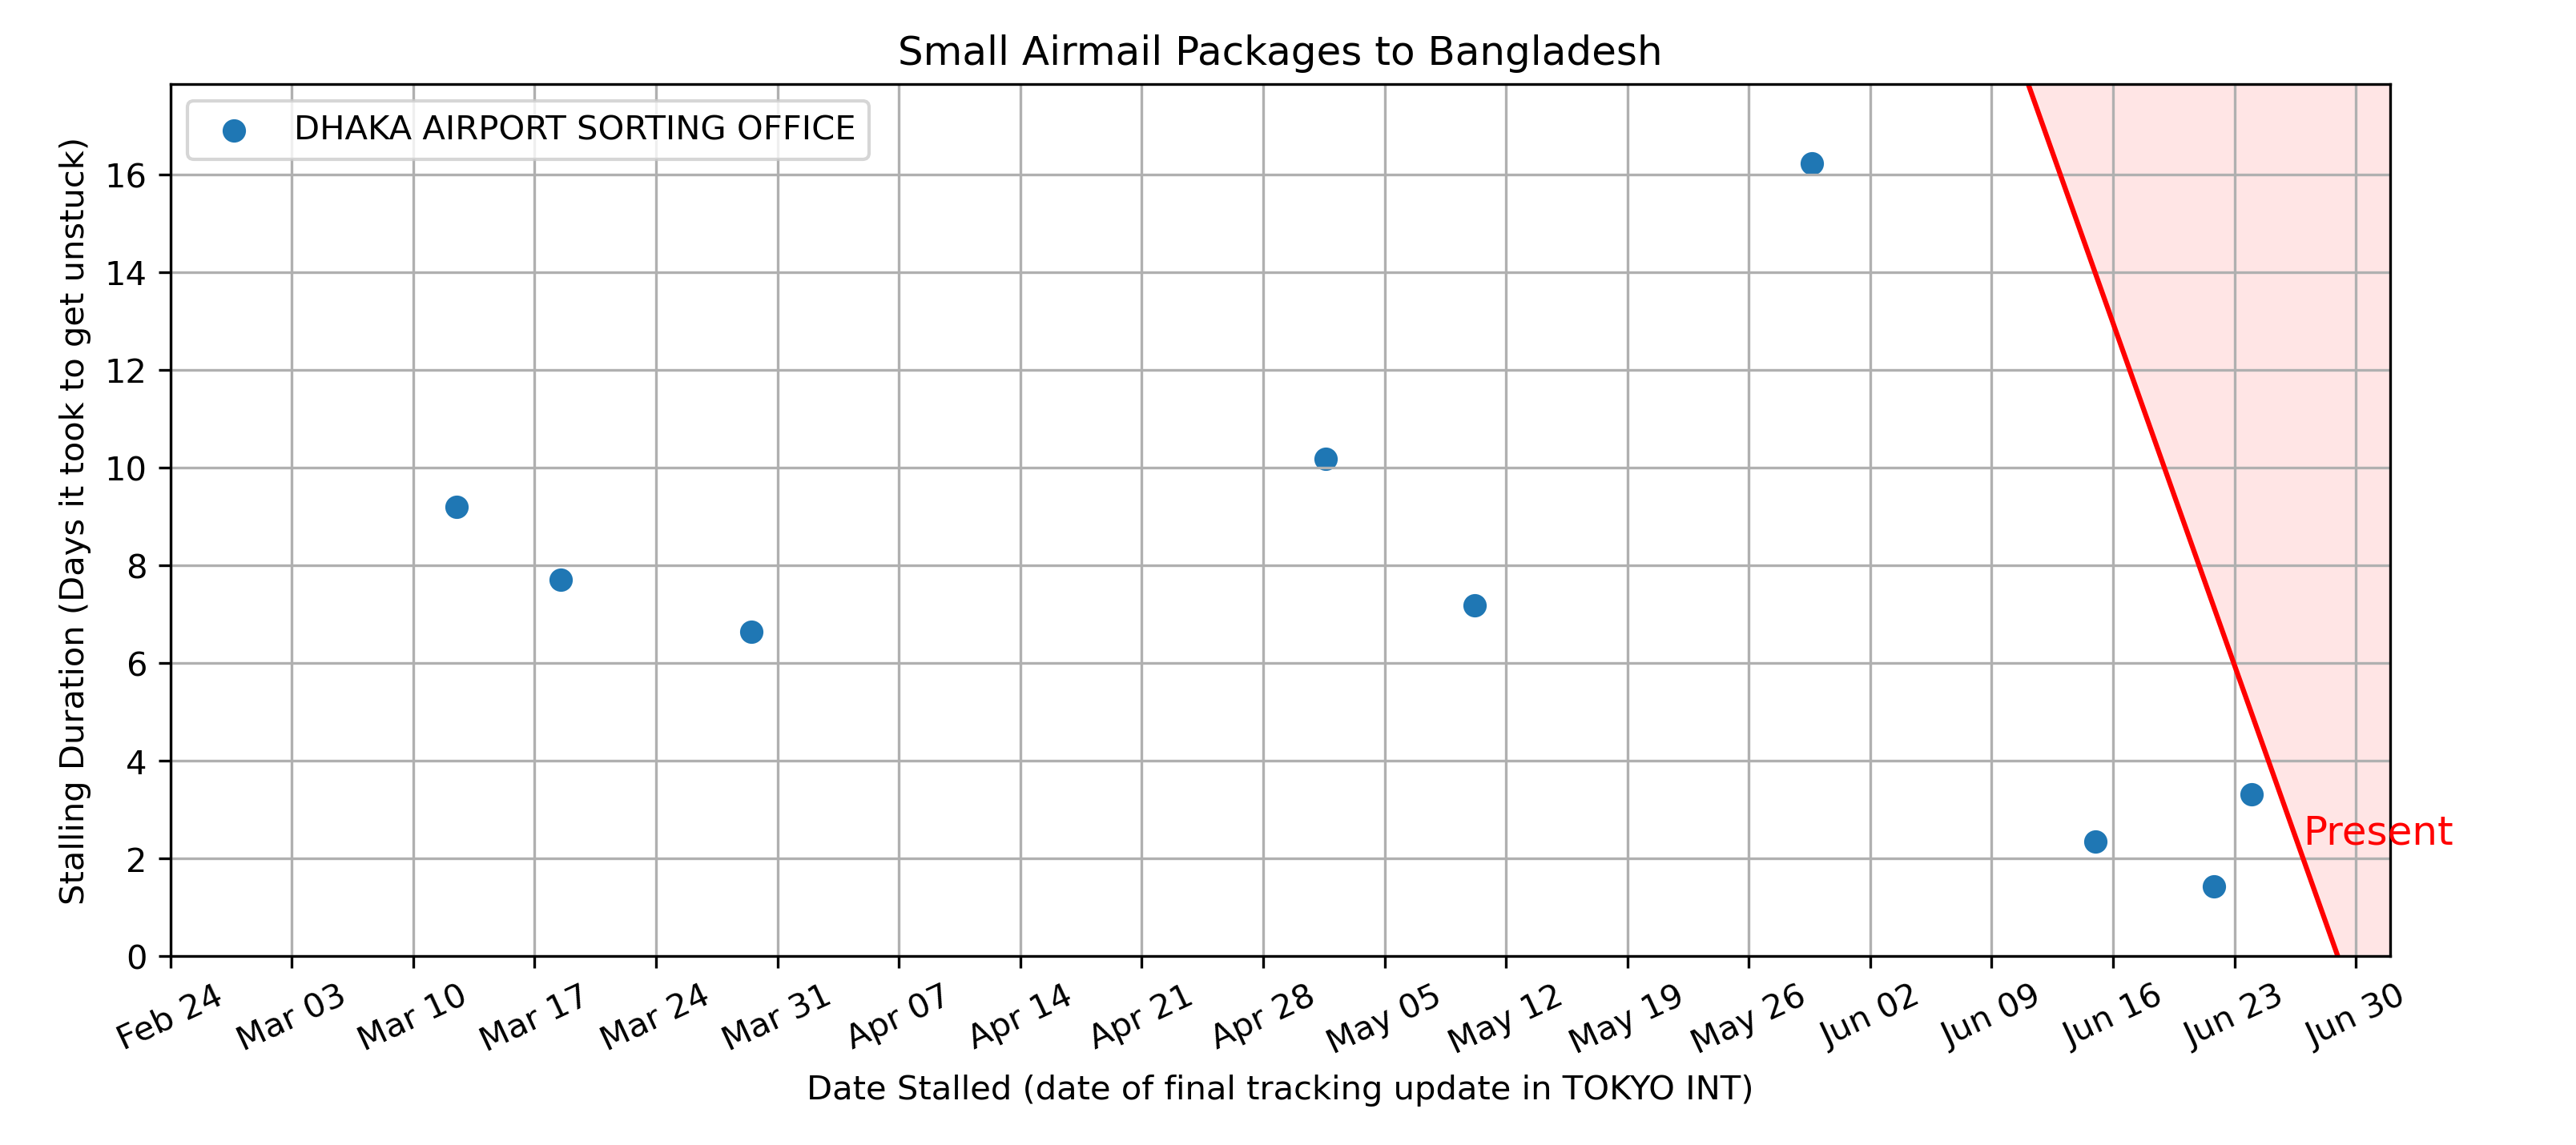 Small Airmail Packages to Bangladesh
DHAKA AIRPORT SORTING OFFICE
Stalling Duration (Days it took to get unstuck)
16
14
12
10
8
6
4
2
0
Present
Feb 24 Mar 03 Mar 10 Mar 17 Mar 24 Mar 31 Apr 07 Apr 14 Apr 21 Apr 28 May 05 May 12 May 19 May 26 Jun 02 Jun 09 Jun 16 Jun 23 Jun 30
Date Stalled (date of final tracking update in TOKYO INT)